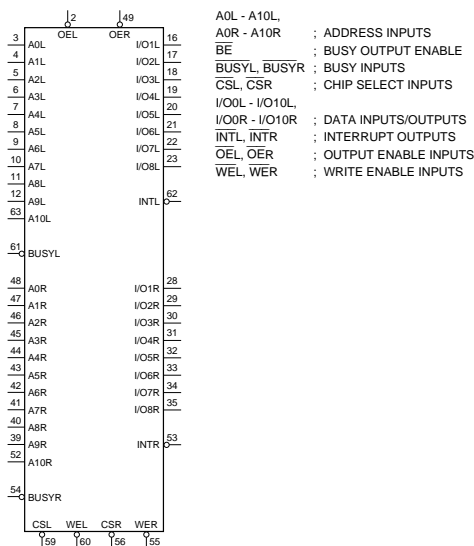 2 49
OEL OER
3 A0L I/O1L 16
4 A1L I/O2L 17
5 A2L I/O3L 18
6 A3L I/O4L 19
7 A4L I/O5L 20
8 A5L I/O6L 21
9 A6L I/O7L 22
10 A7L I/O8L 23
11 A8L
12 A9L INTL 62
63 A10L
61 BUSYL
48 A0R I/O1R 28
47 A1R I/O2R 29
46 A2R I/O3R 30
45 A3R I/O4R 31
44 A4R I/O5R 32
43 A5R I/O6R 33
42 A6R I/O7R 34
41 A7R I/O8R 35
40 A8R
39 A9R INTR 53
52 A10R
54 BUSYR
CSL WEL CSR WER
59 60 56 55
A0L - A10L,
A0R - A10R ; ADDRESS INPUTS
BE ; BUSY OUTPUT ENABLE
BUSYL, BUSYR ; BUSY INPUTS
CSL, CSR ; CHIP SELECT INPUTS
I/O0L - I/O10L,
I/O0R - I/O10R ; DATA INPUTS/OUTPUTS
INTL, INTR ; INTERRUPT OUTPUTS
OEL, OER ; OUTPUT ENABLE INPUTS
WEL, WER ; WRITE ENABLE INPUTS